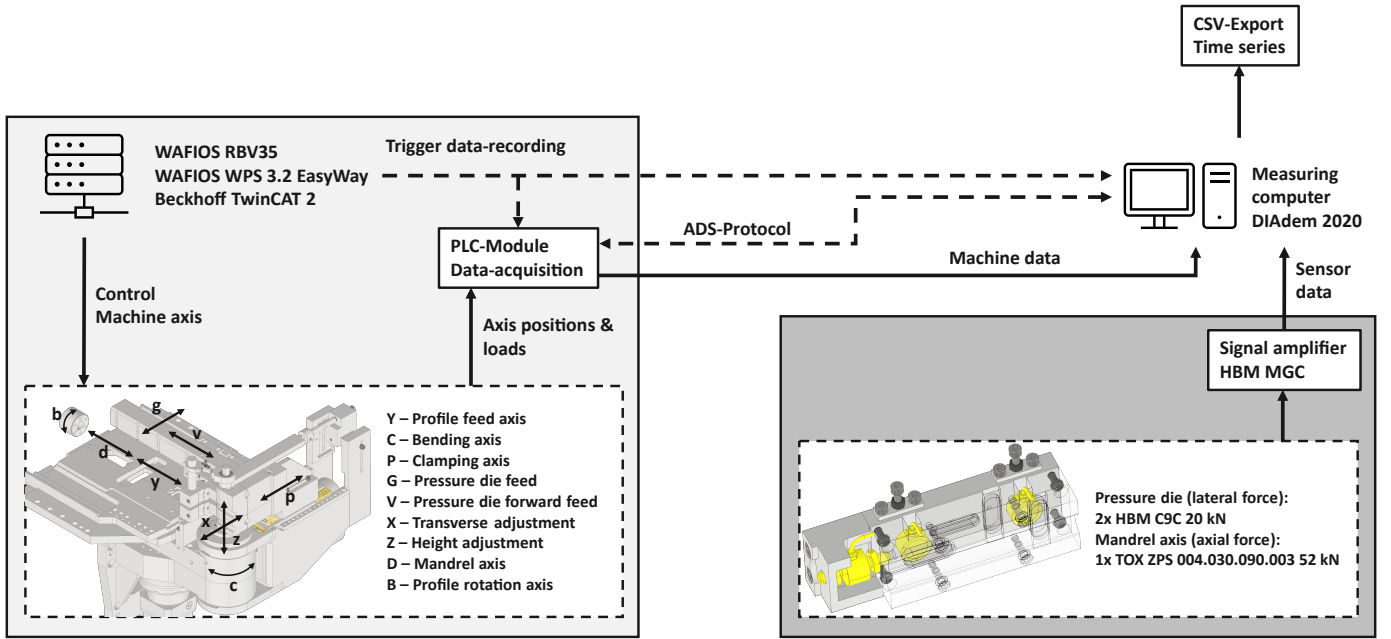 CSV-Export
Time series
WAFIOS RBV35
WAFIOS WPS 3.2 EasyWay
Beckhoff TwinCAT 2
Trigger data-recording
Measuring
computer
DIAdem 2020
ADS-Protocol
PLC-Module
Data-acquisition
Machine data
Control
Machine axis
Axis positions &
loads
Sensor
data
Signal amplifier
HBM MGC
b
g
v
d
y
p
x
z
c
Y – Profile feed axis
C – Bending axis
P – Clamping axis
G – Pressure die feed
V – Pressure die forward feed
X – Transverse adjustment
Z – Height adjustment
D – Mandrel axis
B – Profile rotation axis
Pressure die (lateral force):
2x HBM C9C 20 kN
Mandrel axis (axial force):
1x TOX ZPS 004.030.090.003 52 kN